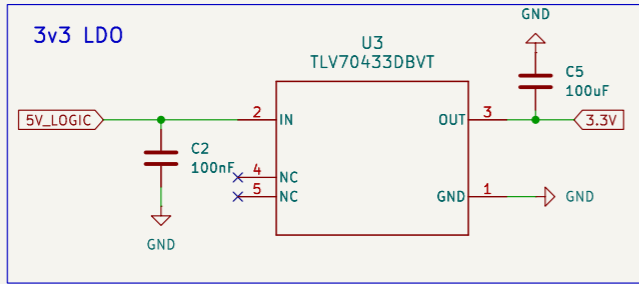 3v3 LDO
GND
U3
TLV70433DBVT
C5
100uF
5V_LOGIC
2
IN
OUT
3
3.3V
C2
100nF
4
NC
5
NC
GND
1
GND
GND